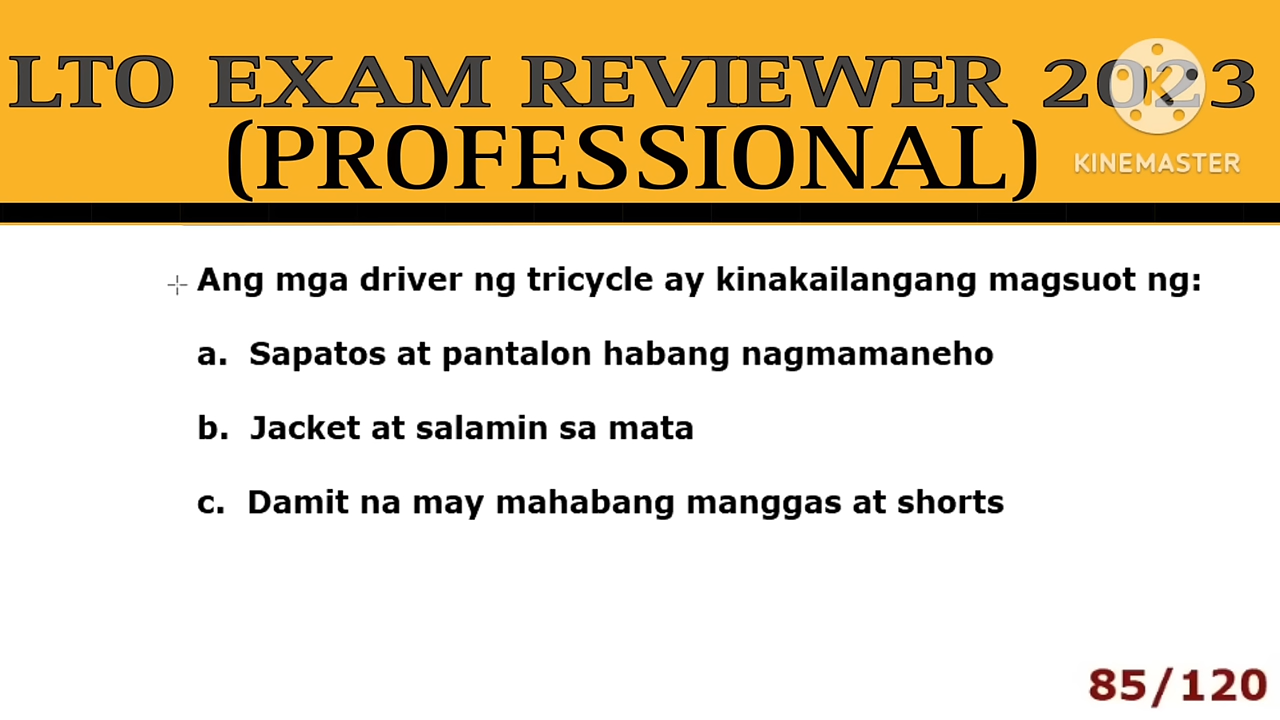 LTO EXAM REVIEWER 2023
(PROFESSIONAL)
KINEMASTER
Ang mga driver ng tricycle ay kinakailangang magsuot ng:
a. Sapatos at pantalon habang nagmamaneho
b. Jacket at salamin sa mata
c. Damit na may mahabang manggas at shorts
85/120